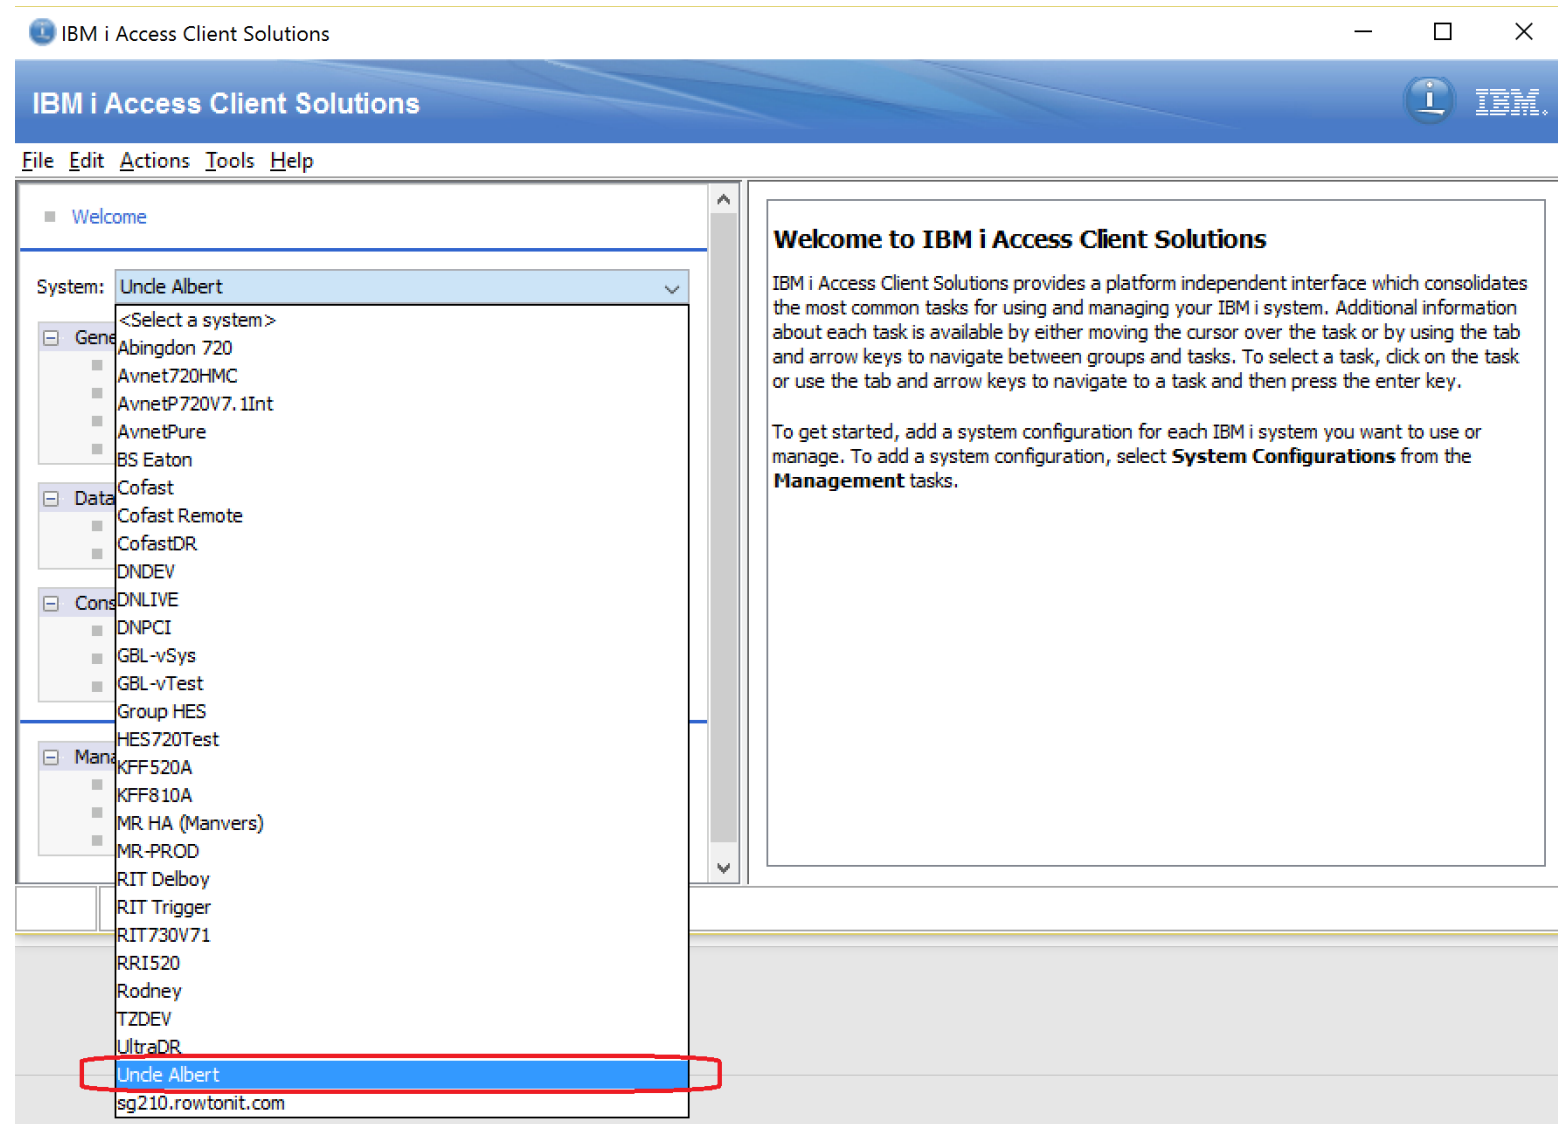 IBM i Access Client Solutions
IBM i Access Client Solutions
IBM.
File Edit Actions Tools Help
Welcome
System: Uncle Albert
<Select a system>
Gene
Abingdon 720
Avnet720HMC
AvnetP720V7.1Int
AvnetPure
BS Eaton
Cofast
Data
Cofast Remote
CofastDR
DNDEV
Cons
DNLIVE
DNPCI
GBL-vSys
GBL-vTest
Group HES
HES720Test
Mana
KFF520A
KFF810A
MR HA (Manvers)
MR-PROD
RIT Delboy
RIT Trigger
RIT730V71
RRI520
Rodney
TZDEV
UltraDR
Uncle Albert
sg210.rowtonit.com
Welcome to IBM i Access Client Solutions
IBM i Access Client Solutions provides a platform independent interface which consolidates
the most common tasks for using and managing your IBM i system. Additional information
about each task is available by either moving the cursor over the task or by using the tab
and arrow keys to navigate between groups and tasks. To select a task, click on the task
or use the tab and arrow keys to navigate to a task and then press the enter key.
To get started, add a system configuration for each IBM i system you want to use or
manage. To add a system configuration, select System Configurations from the
Management tasks.